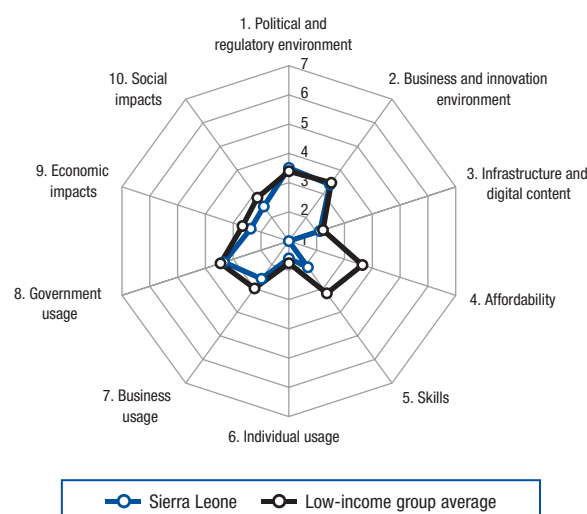 1. Political and
regulatory environment
7
6
5
4
3
2
1
2. Business and innovation
environment
3. Infrastructure and
digital content
4. Affordability
5. Skills
6. Individual usage
7. Business
usage
8. Government
usage
9. Economic
impacts
10. Social
impacts
Sierra Leone
Low-income group average